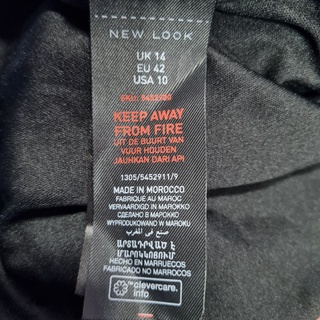 NEW LOOK
UK 14
EU 42
USA 10
KEEP AWAY
FROM FIRE
UIT DE BUURT VAN
VUUR HOUDEN
JAUHKAN DARI API
1305/5452911/9
MADE IN MOROCCO
FABRIQUE AU MAROC
VERVAARDIGD IN MAROKKO
СДЕЛАНО В МАРОККО
WYPRODUKOWANO W MAROKU
صنع في المغرب
ԱՐՏԱԴՐՎԱԾ Է
ՄԱՐՈԿԿՈՅՈՒՄ
HECHO EN MARRUECOS
FABRICADO NO MARROCOS
clevercare.
info